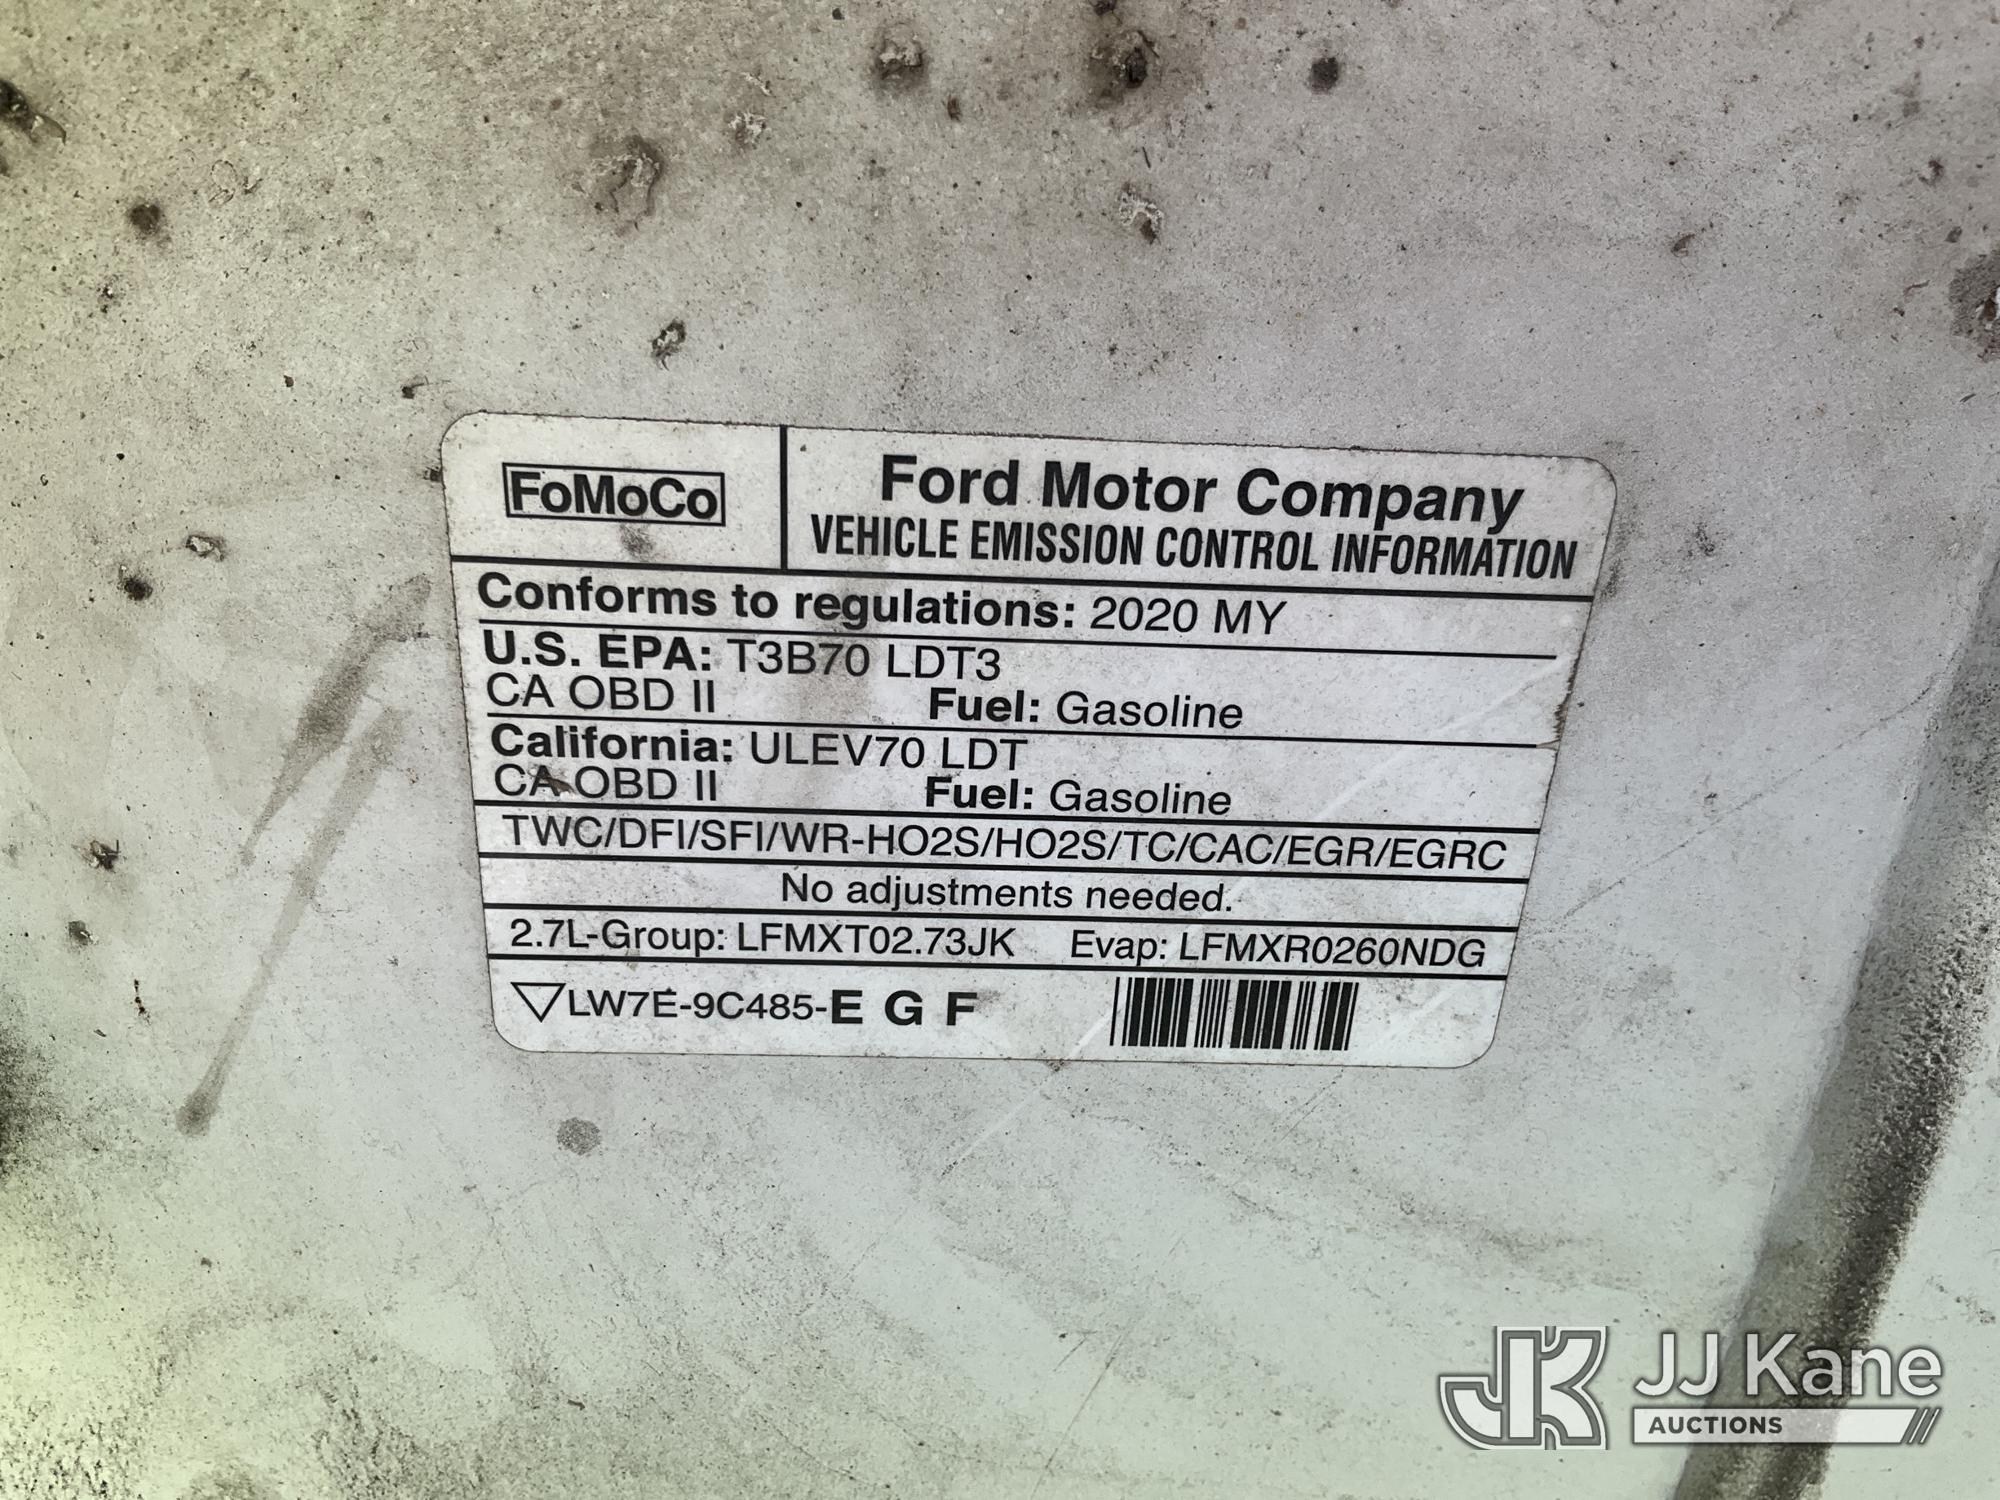 FoMoCo
Ford Motor Company
VEHICLE EMISSION CONTROL INFORMATION
Conforms to regulations: 2020 MY
U.S. EPA: T3B70 LDT3
CA OBD II Fuel: Gasoline
California: ULEV70 LDT
CA OBD II Fuel: Gasoline
TWC/DFI/SFI/WR-HO2S/HO2S/TC/CAC/EGR/EGRC
No adjustments needed.
2.7L-Group: LFMXT02.73JK Evap: LFMXR0260NDG
LW7E-9C485-E G F
JK JJ Kane
AUCTIONS